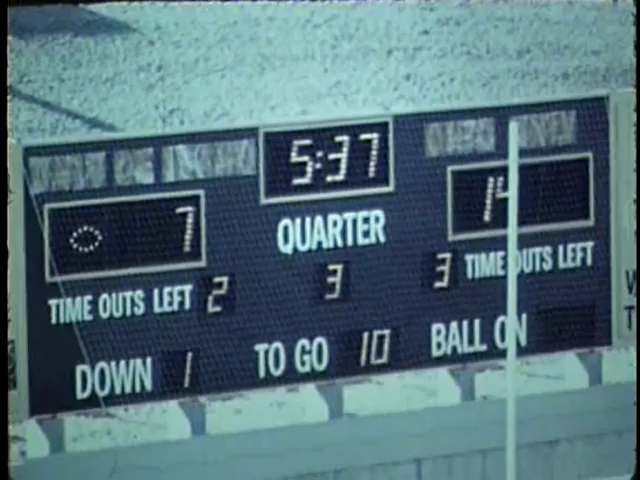 5:37
7
QUARTER
TIME OUTS LEFT 2 3 3 TIME OUTS LEFT
DOWN 1 TO GO 10 BALL ON